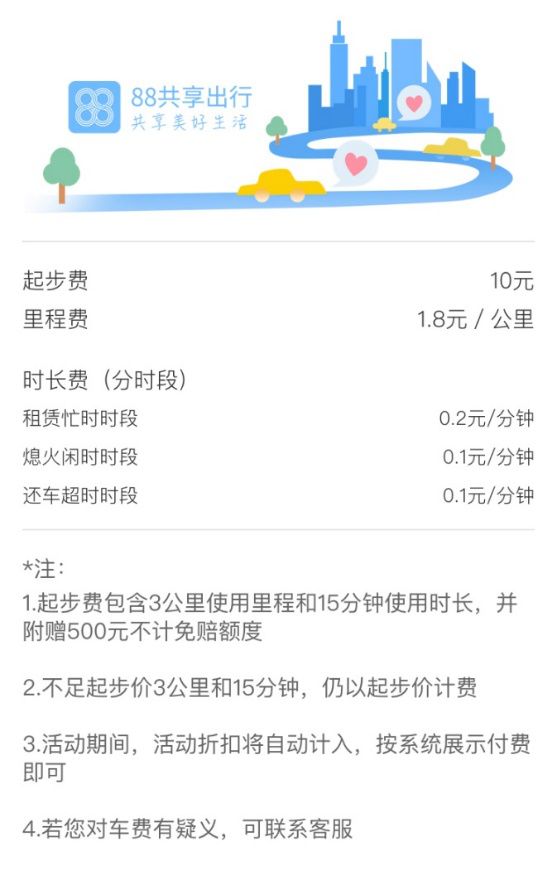 88共享出行
共享美好生活
起步费 10元
里程费 1.8元 / 公里
时长费（分时段）
租赁忙时时段 0.2元/分钟
熄火闲时时段 0.1元/分钟
还车超时时段 0.1元/分钟
*注：
1.起步费包含3公里使用里程和15分钟使用时长，并
附赠500元不计免赔额度
2.不足起步价3公里和15分钟，仍以起步价计费
3.活动期间，活动折扣将自动计入，按系统展示付费
即可
4.若您对车费有疑义，可联系客服